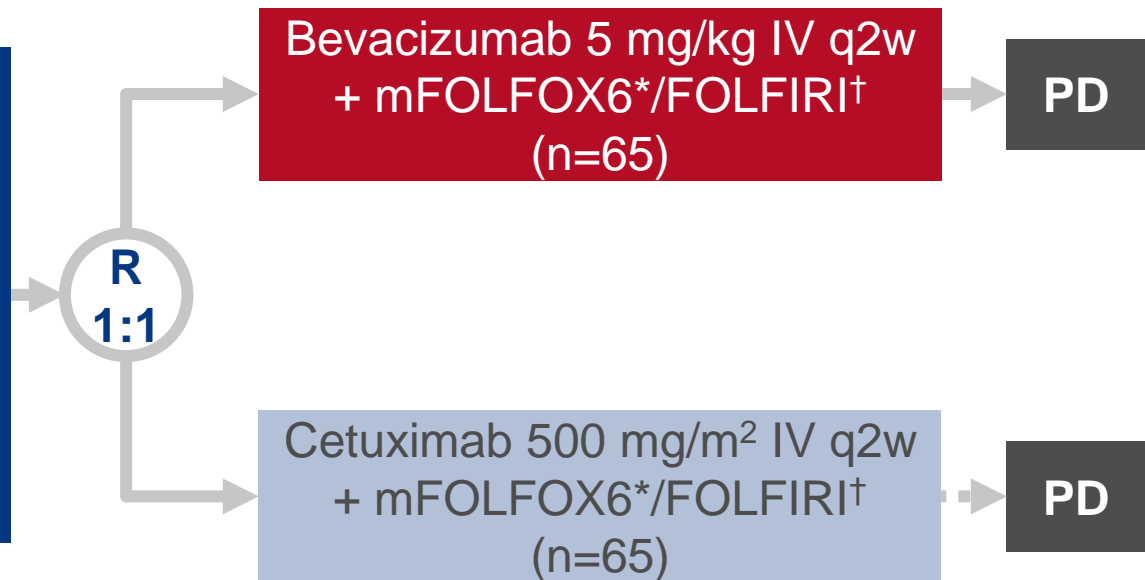 Bevacizumab 5 mg/kg IV q2w
+ mFOLFOX6*/FOLFIRI†
(n=65)
PD
R
1:1
Cetuximab 500 mg/m² IV q2w
+ mFOLFOX6*/FOLFIRI†
(n=65)
PD